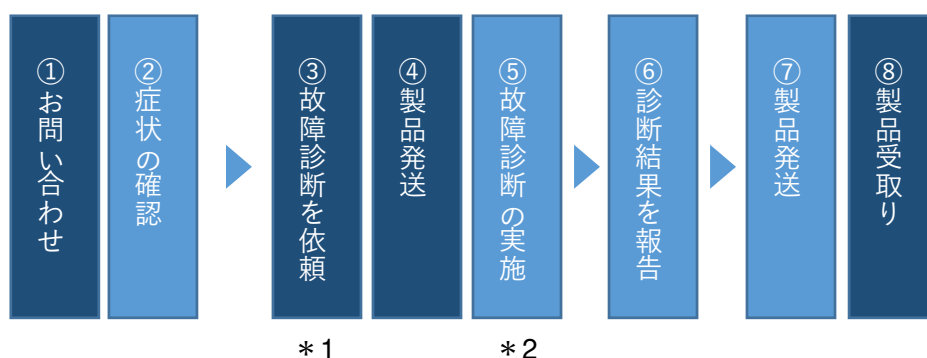 ①お問い合わせ
②症状の確認
③故障診断を依頼
④製品発送
⑤故障診断の実施
⑥診断結果を報告
⑦製品発送
⑧製品受取り
＊1
＊2